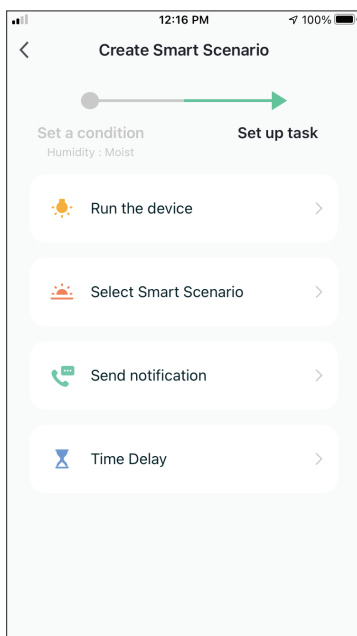 12:16 PM 100%
Create Smart Scenario
Set a condition Set up task
Humidity : Moist
Run the device
Select Smart Scenario
Send notification
Time Delay